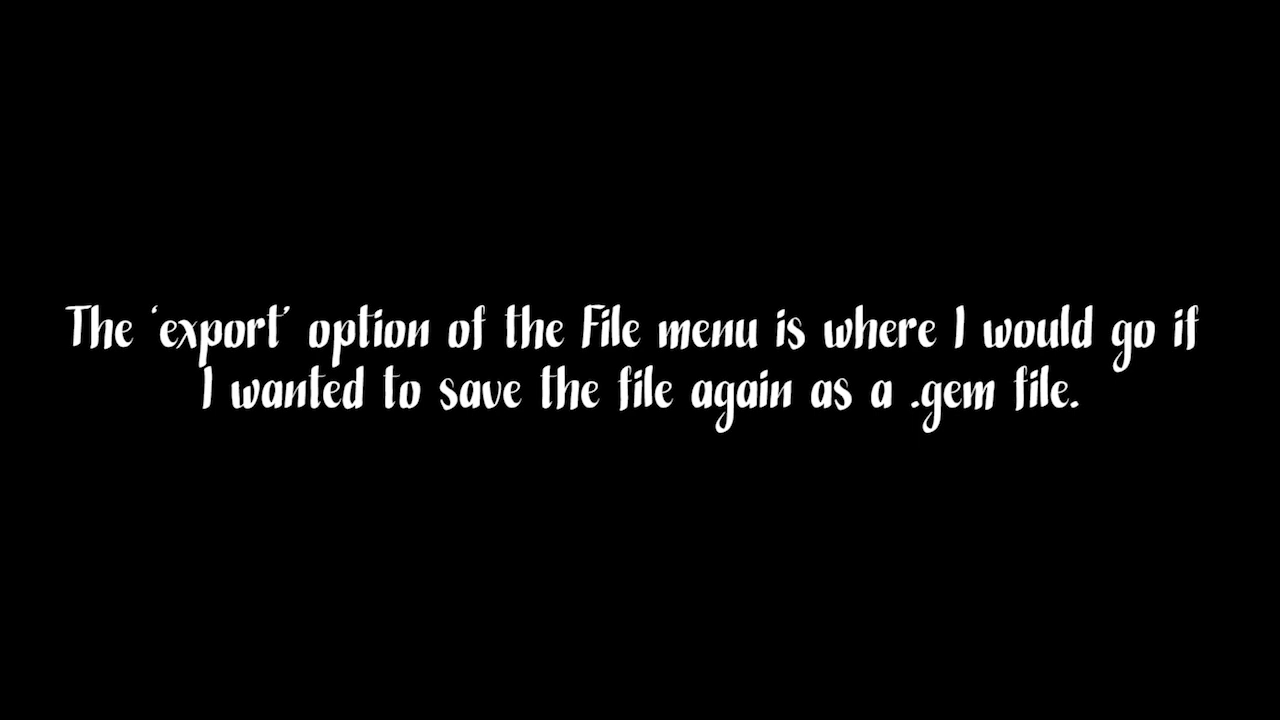 The ‘export’ option of the File menu is where I would go if
I wanted to save the file again as a .gem file.